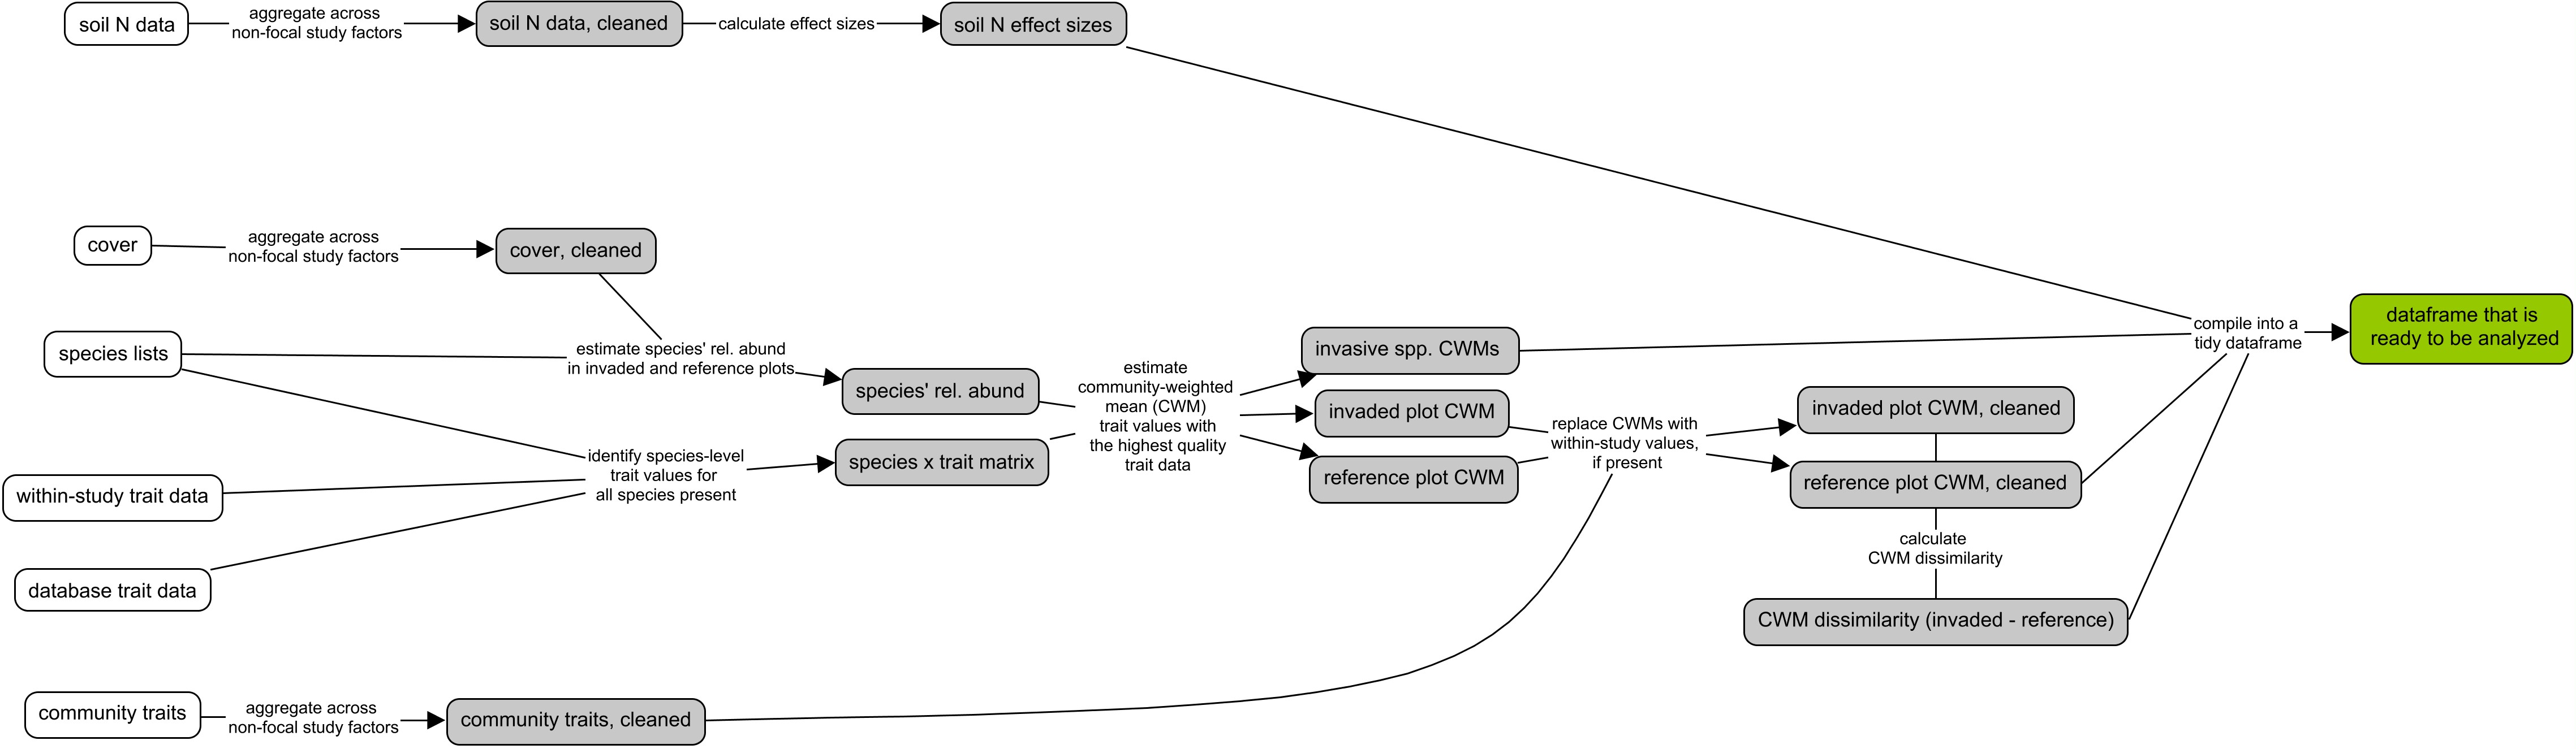 soil N data
aggregate across
non-focal study factors
soil N data, cleaned
calculate effect sizes
soil N effect sizes
cover
aggregate across
non-focal study factors
cover, cleaned
species lists
estimate species' rel. abund
in invaded and reference plots
species' rel. abund
within-study trait data
database trait data
identify species-level
trait values for
all species present
species x trait matrix
estimate
community-weighted
mean (CWM)
trait values with
the highest quality
trait data
invasive spp. CWMs
invaded plot CWM
reference plot CWM
community traits
aggregate across
non-focal study factors
community traits, cleaned
replace CWMs with
within-study values,
if present
invaded plot CWM, cleaned
reference plot CWM, cleaned
calculate
CWM dissimilarity
CWM dissimilarity (invaded - reference)
compile into a
tidy dataframe
dataframe that is
ready to be analyzed